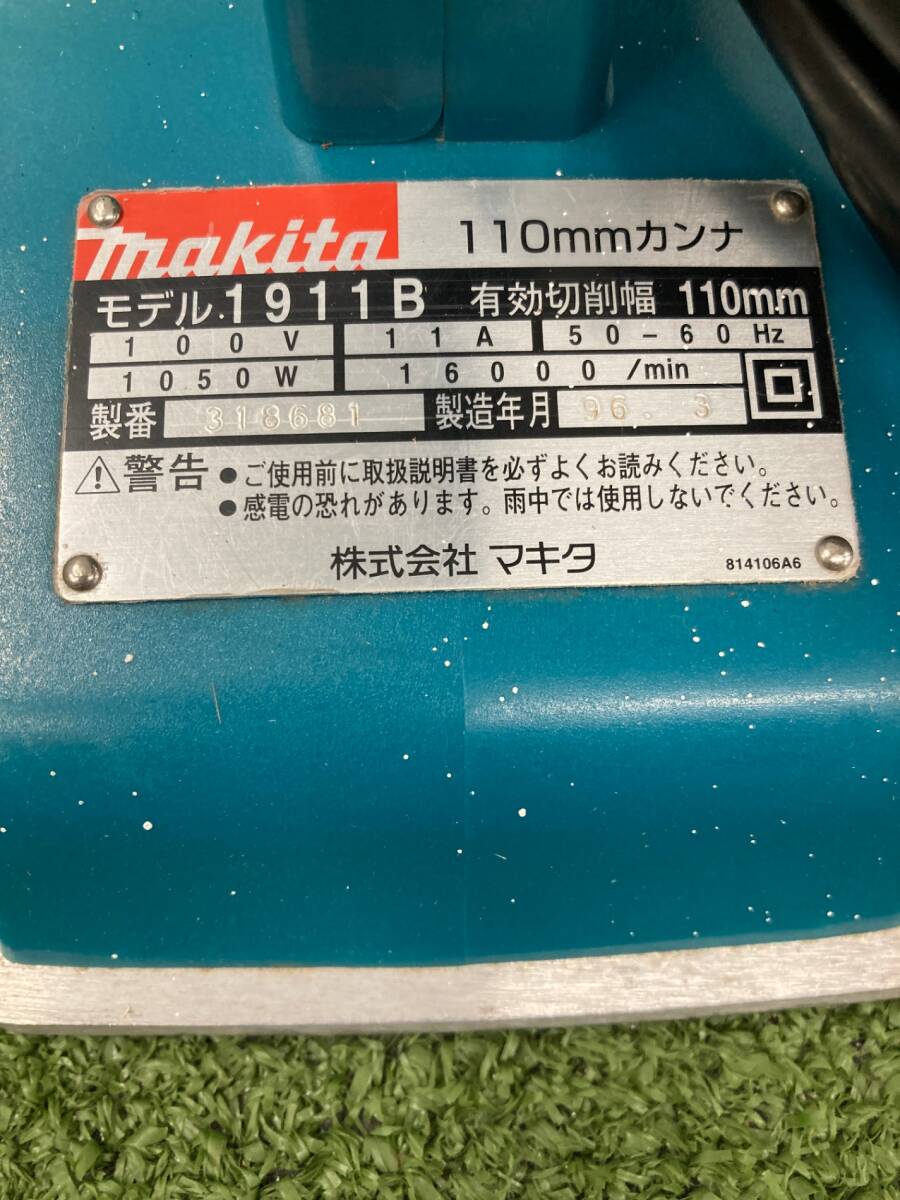 makita 110mmカンナ
モデル 1911B 有効切削幅 110mm
100V 11A 50-60Hz
1050W 16000/min
製番 318681 製造年月 96.3
警告 ●ご使用前に取扱説明書を必ずよくお読みください。
●感電の恐れがあります。雨中では使用しないでください。
株式会社 マキタ 814106A6